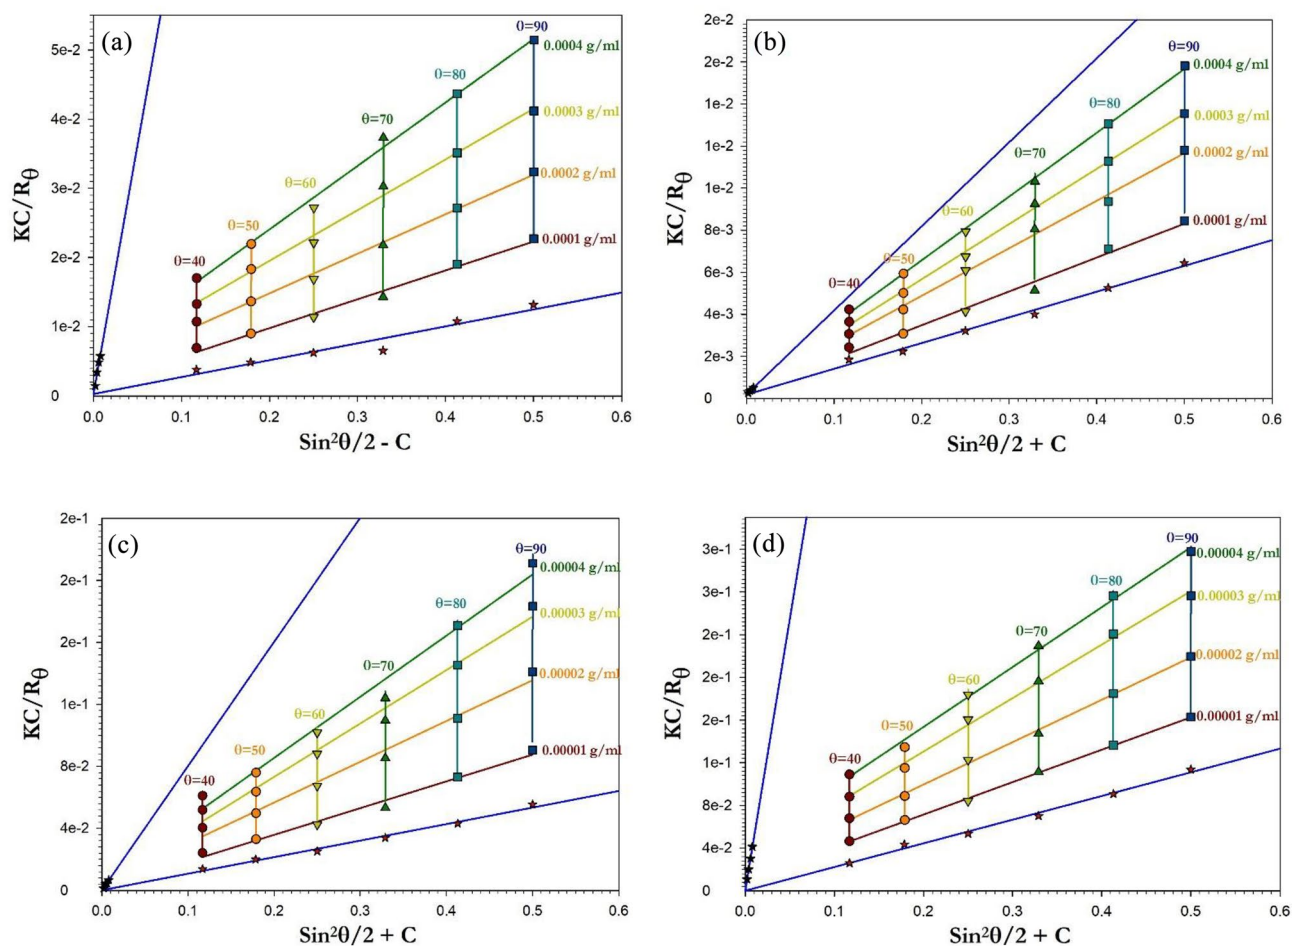 (a)
θ=90
5e-2
0.0004 g/ml
θ=80
4e-2
θ=70
0.0003 g/ml
KC/Rθ
3e-2
θ=60
0.0002 g/ml
θ=50
2e-2
θ=40
0.0001 g/ml
1e-2
0
0.0 0.1 0.2 0.3 0.4 0.5 0.6
Sin²θ/2 - C
(b)
2e-2
θ=90
2e-2
0.0004 g/ml
θ=80
1e-2
0.0003 g/ml
θ=70
1e-2
0.0002 g/ml
KC/Rθ
1e-2
θ=60
8e-3
0.0001 g/ml
θ=50
6e-3
θ=40
4e-3
2e-3
0
0.0 0.1 0.2 0.3 0.4 0.5 0.6
Sin²θ/2 + C
(c)
2e-1
θ=90
0.00004 g/ml
2e-1
θ=80
0.00003 g/ml
2e-1
θ=70
0.00002 g/ml
KC/Rθ
1e-1
θ=60
0.00001 g/ml
θ=50
8e-2
θ=40
4e-2
0
0.0 0.1 0.2 0.3 0.4 0.5 0.6
Sin²θ/2 + C
(d)
θ=90
3e-1
0.00004 g/ml
θ=80
3e-1
0.00003 g/ml
θ=70
2e-1
0.00002 g/ml
KC/Rθ
2e-1
θ=60
2e-1
0.00001 g/ml
θ=50
1e-1
θ=40
8e-2
4e-2
0
0.0 0.1 0.2 0.3 0.4 0.5 0.6
Sin²θ/2 + C